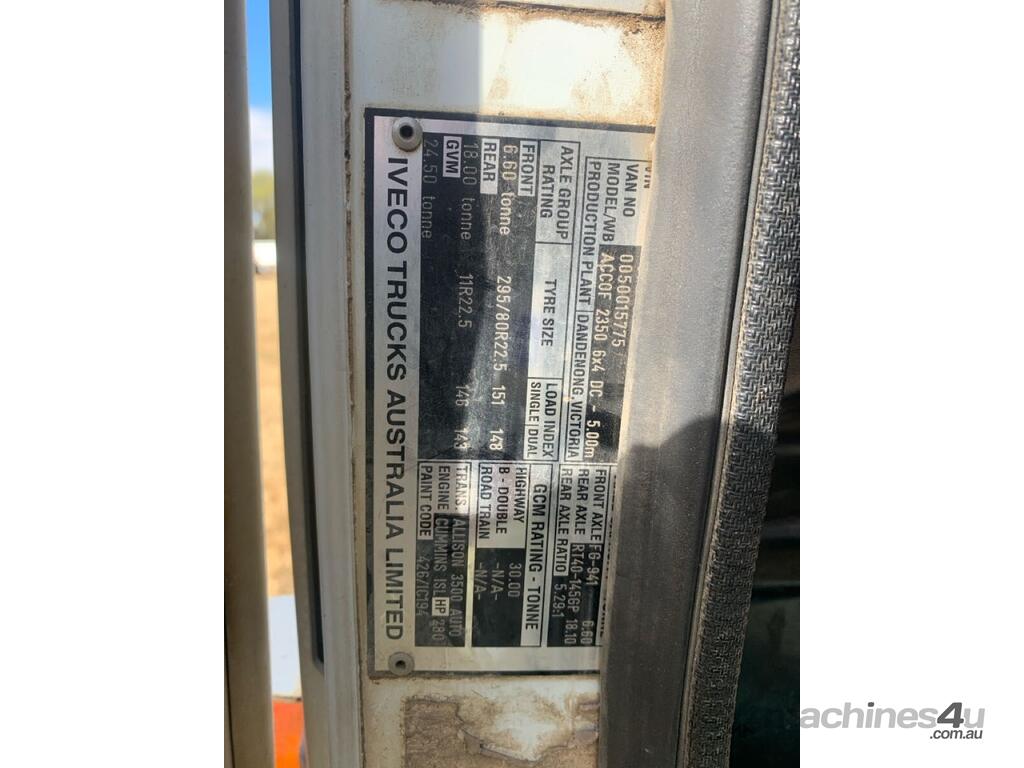 VIN
VAN NO 0050015775
MODEL/WB ACCOF 2350 6x4 DC - 5.00m
PRODUCTION PLANT DANDENONG, VICTORIA
AXLE GROUP RATING TYRE SIZE LOAD INDEX SINGLE DUAL
FRONT
6.60 tonne 295/80R22.5 151 148
REAR
18.00 tonne 11R22.5 146 143
GVM
24.50 tonne
FRONT AXLE FG-941 6.60
REAR AXLE RT40-145GP 18.10
REAR AXLE RATIO 5.29:1
GCM RATING - TONNE
HIGHWAY 30.00
B - DOUBLE -N/A-
ROAD TRAIN -N/A-
TRANS. ALLISON 3500 AUTO
ENGINE CUMMINS ISL HP 280
PAINT CODE 426/IC194
IVECO TRUCKS AUSTRALIA LIMITED
machines4u
.com.au